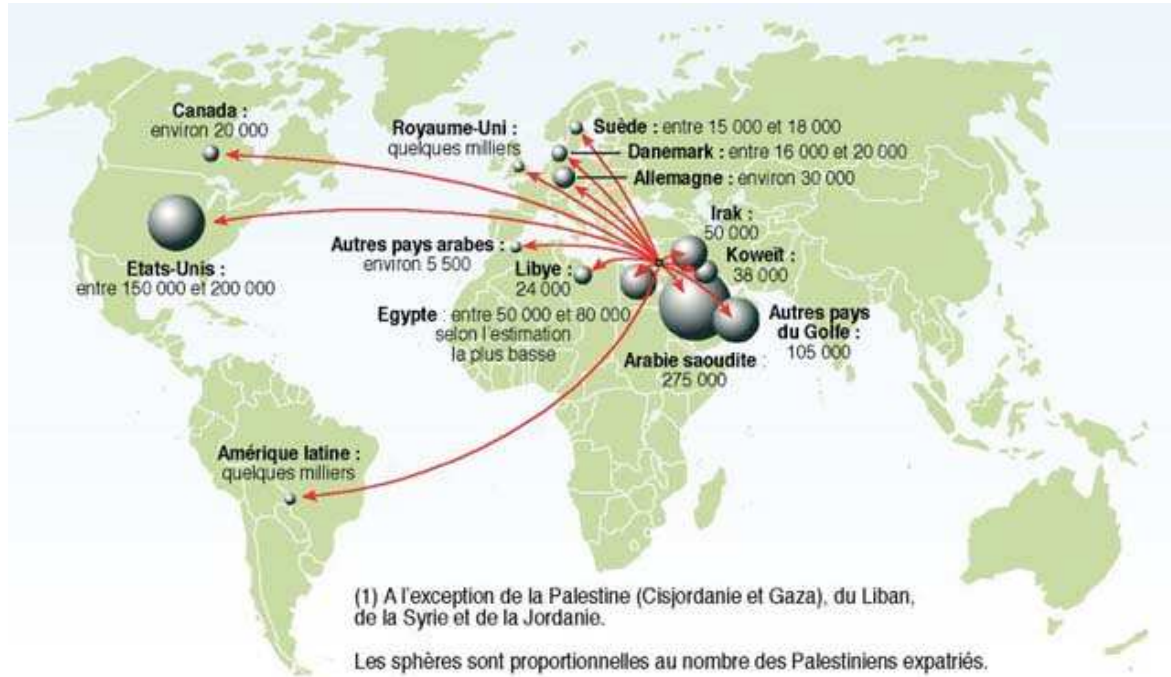 Canada :
environ 20 000
Royaume-Uni :
quelques milliers
Suède : entre 15 000 et 18 000
Danemark : entre 16 000 et 20 000
Allemagne : environ 30 000
Irak :
50 000
Koweït :
38 000
Autres pays arabes :
environ 5 500
Libye :
24 000
Etats-Unis :
entre 150 000 et 200 000
Egypte : entre 50 000 et 80 000
selon l'estimation
la plus basse
Autres pays
du Golfe :
105 000
Arabie saoudite :
275 000
Amérique latine :
quelques milliers
(1) A l'exception de la Palestine (Cisjordanie et Gaza), du Liban,
de la Syrie et de la Jordanie.
Les sphères sont proportionnelles au nombre des Palestiniens expatriés.